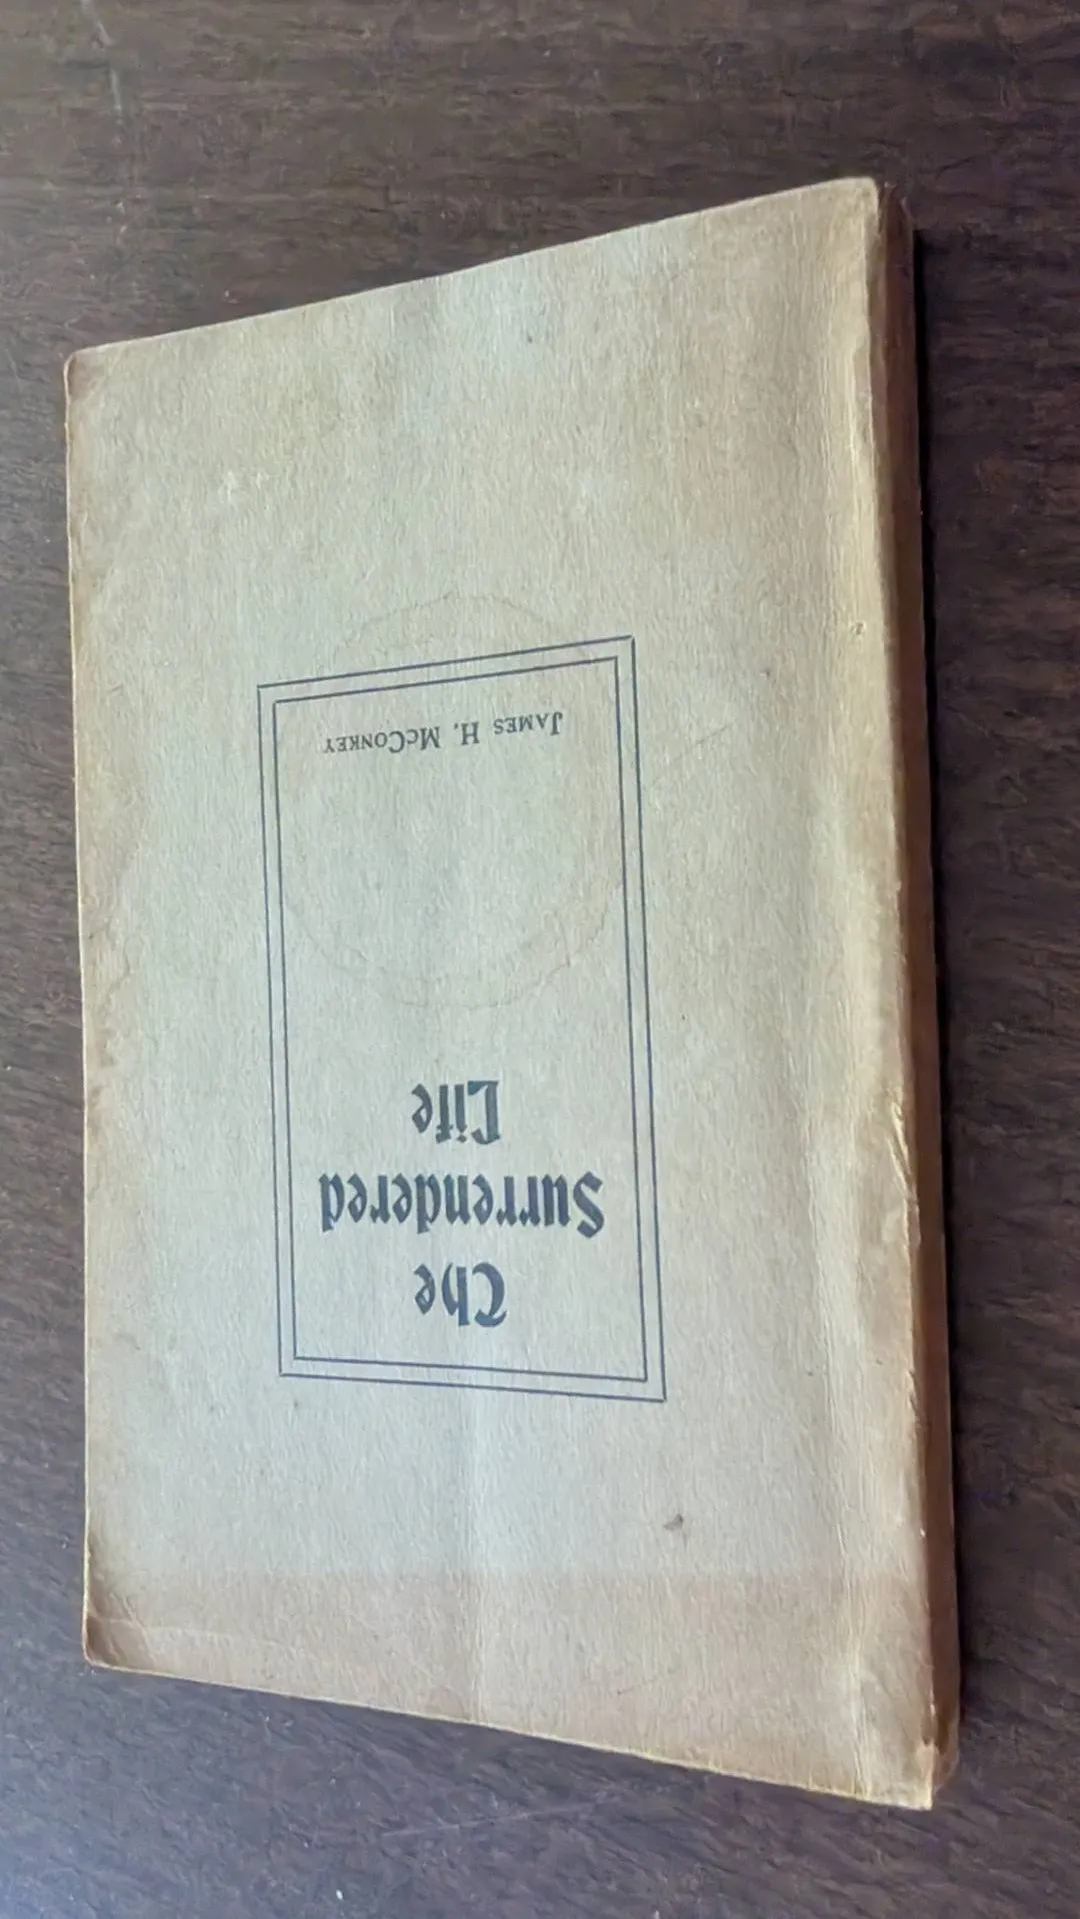 The
Surrendered
Life
James H. McConkey